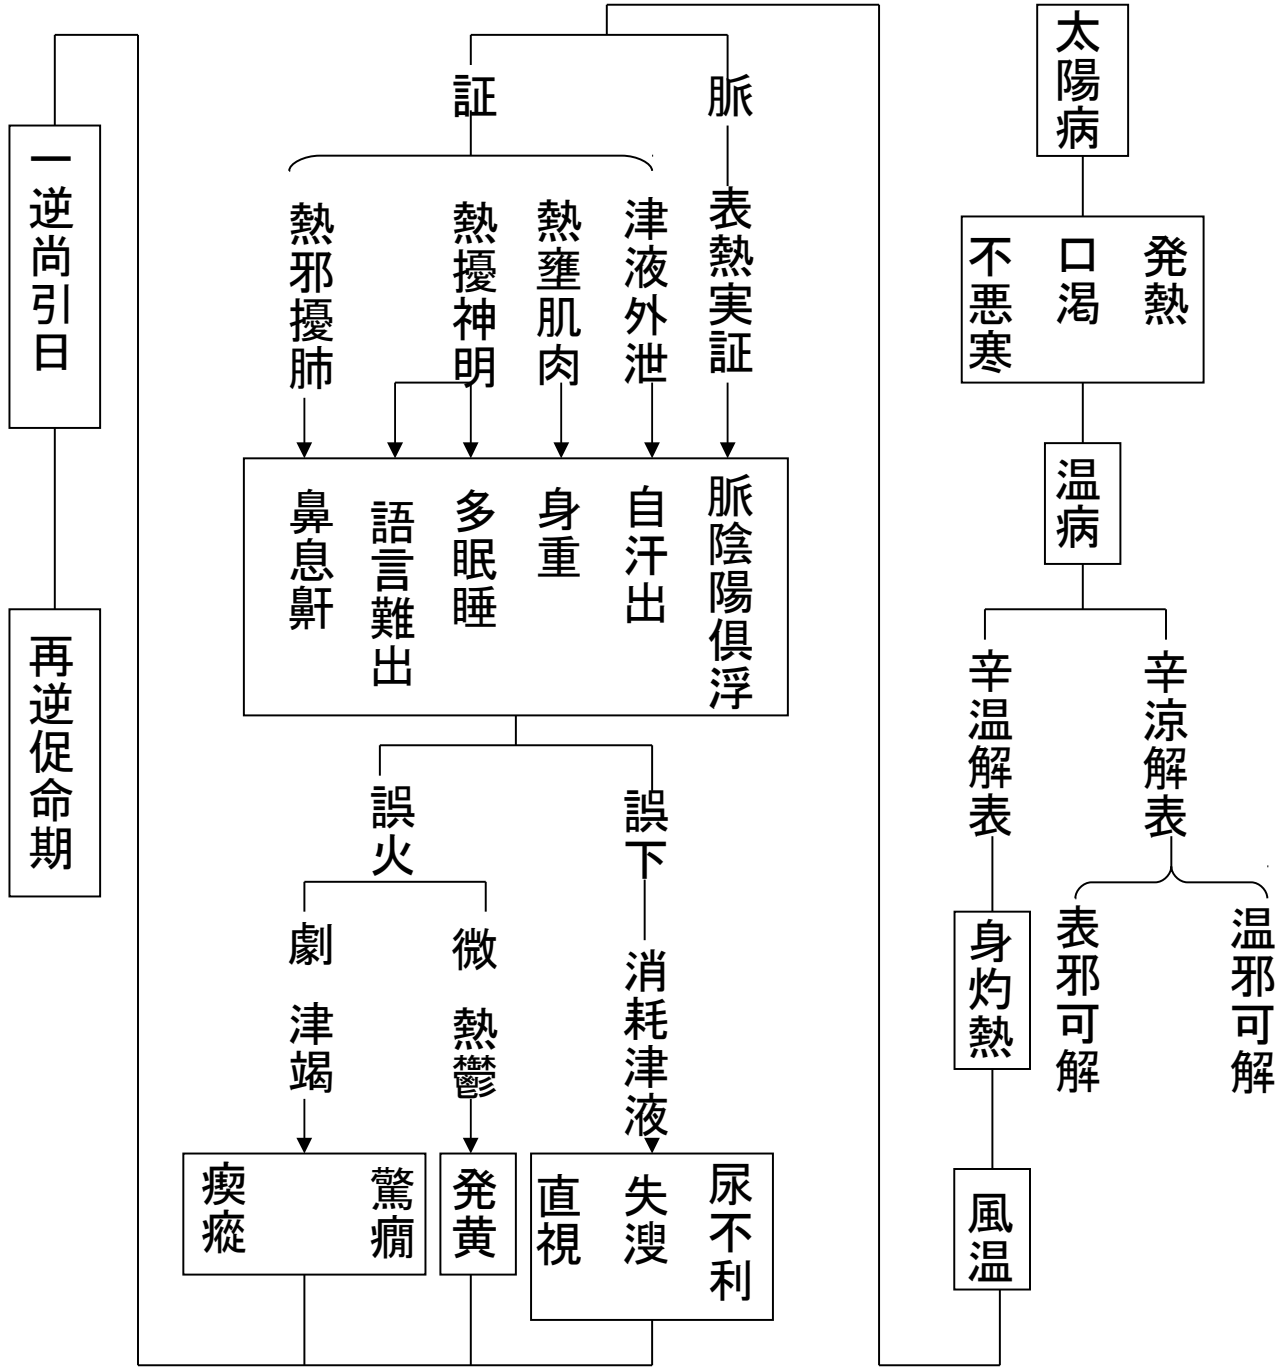 太陽病
発熱
口渇
不悪寒
温病
辛涼解表
温邪可解
表邪可解
辛温解表
身灼熱
風温
脈
表熱実証
証
津液外泄
熱壅肌肉
熱擾神明
熱邪擾肺
脈陰陽倶浮
自汗出
身重
多眠睡
語言難出
鼻息鼾
誤下
消耗津液
尿不利
失溲
直視
誤火
微　熱鬱
発黄
劇　津竭
驚癇
瘈瘲
一逆尚引日
再逆促命期